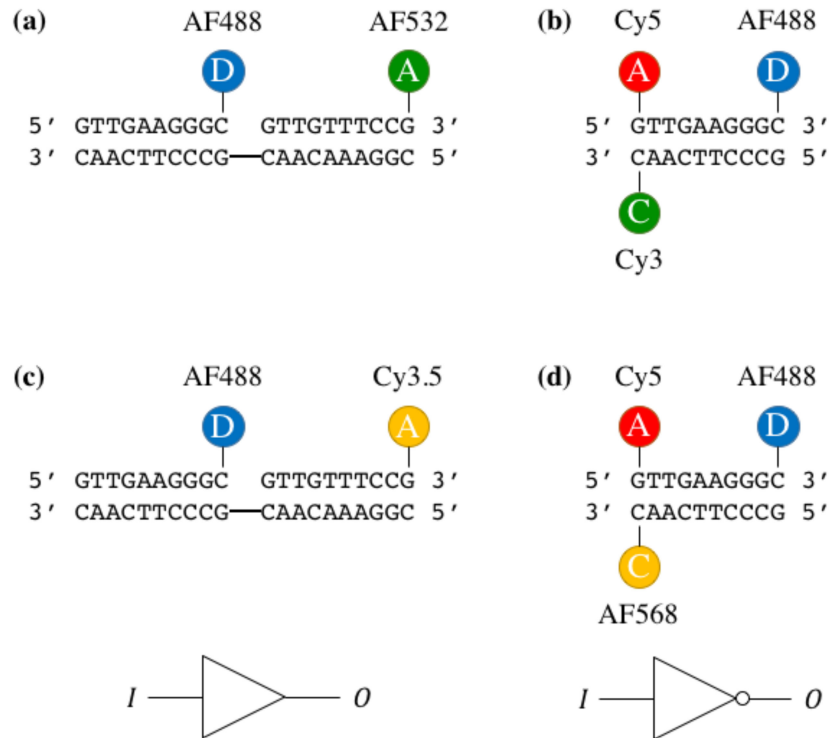 (a) AF488 AF532
D A
5′ GTTGAAGGGC GTTGTTTCCG 3′
3′ CAACTTCCCG—CAACAAAGGC 5′
(b) Cy5 AF488
A D
5′ GTTGAAGGGC 3′
3′ CAACTTCCCG 5′
C
Cy3
(c) AF488 Cy3.5
D A
5′ GTTGAAGGGC GTTGTTTCCG 3′
3′ CAACTTCCCG—CAACAAAGGC 5′
(d) Cy5 AF488
A D
5′ GTTGAAGGGC 3′
3′ CAACTTCCCG 5′
C
AF568
I O
I O